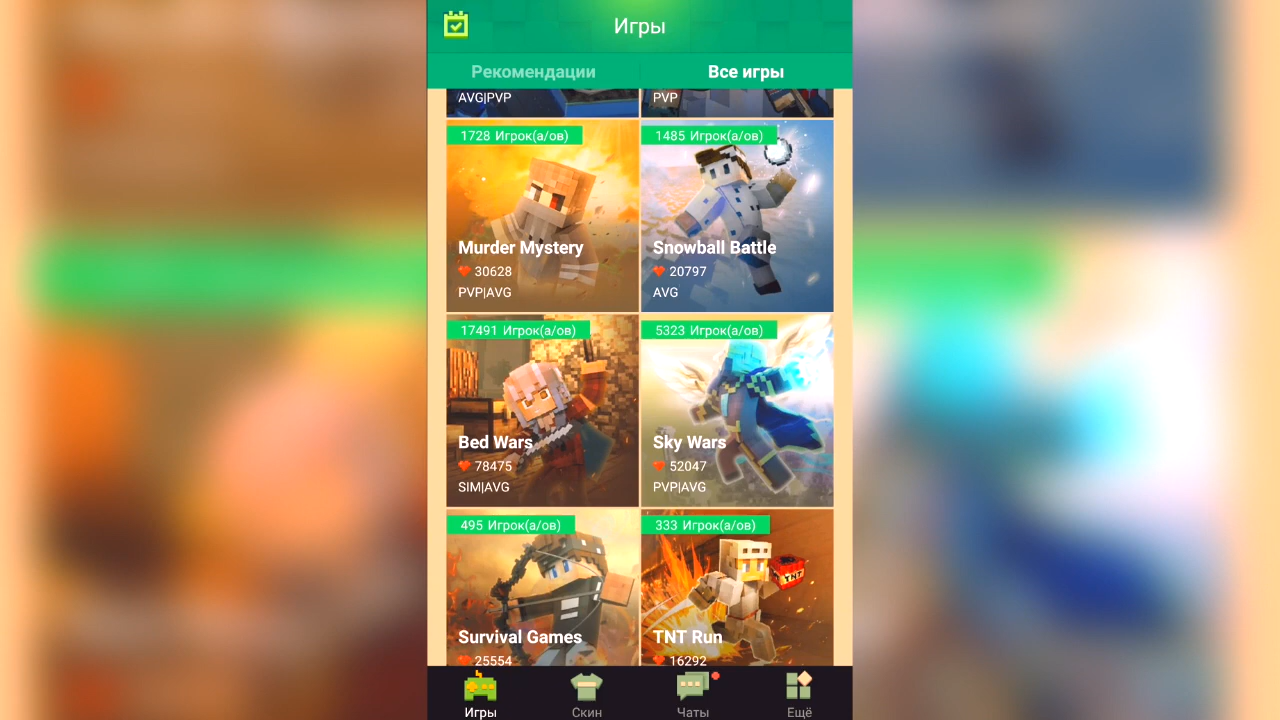 Игры
Рекомендации
Все игры
AVG|PVP
PVP
1728 Игрок(а/ов)
1485 Игрок(а/ов)
Murder Mystery
Snowball Battle
30628
20797
PVP|AVG
AVG
17491 Игрок(а/ов)
5323 Игрок(а/ов)
Bed Wars
Sky Wars
78475
52047
SIM|AVG
PVP|AVG
495 Игрок(а/ов)
333 Игрок(а/ов)
TNT
Survival Games
TNT Run
25554
16292
Игры
Скин
Чаты
Ещё